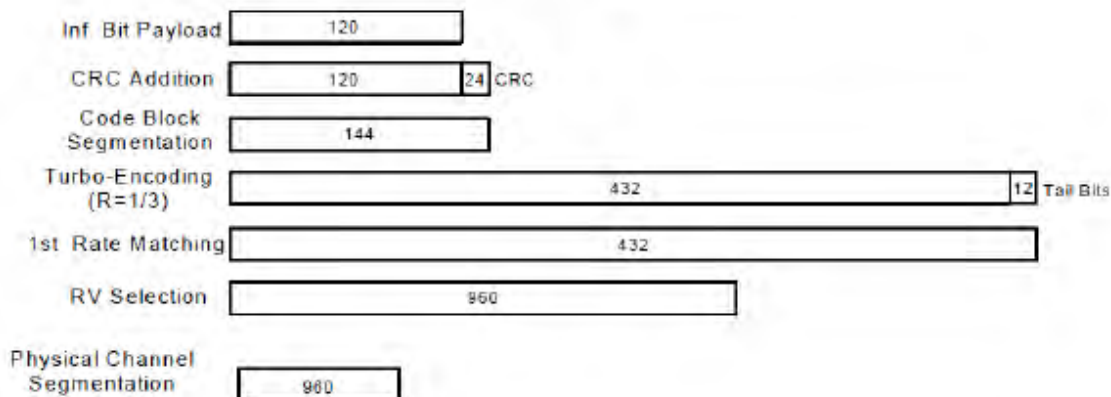 Inf. Bit Payload 120
CRC Addition 120 24 CRC
Code Block
Segmentation 144
Turbo-Encoding
(R=1/3) 432 12 Tail Bits
1st Rate Matching 432
RV Selection 960
Physical Channel
Segmentation 960